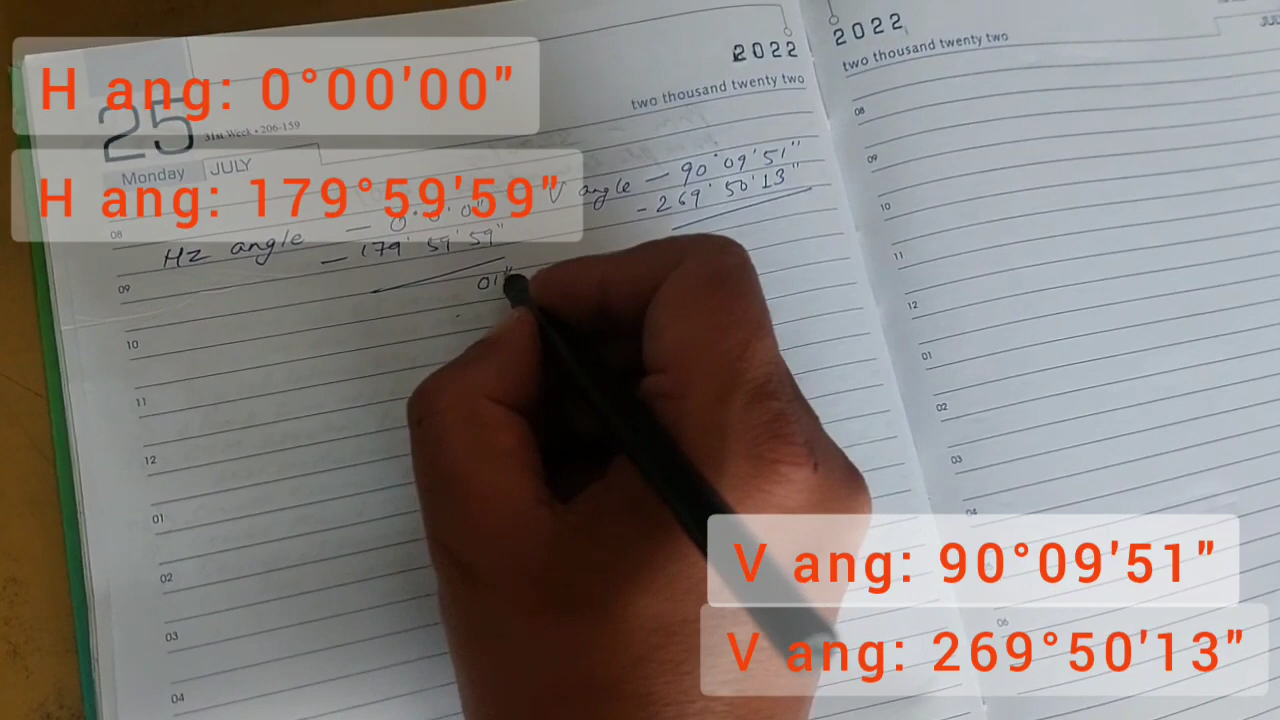 H ang: 0°00'00"
H ang: 179°59'59"
V ang: 90°09'51"
V ang: 269°50'13"
25
31st Week • 206-159
Monday
JULY
2022
two thousand twenty two
Hz angle — 0°0'0"
— 179° 59' 59"
01"
V angle — 90°09'51"
- 269° 50' 13"
08
09
10
11
12
01
02
03
04
2022
two thousand twenty two
08
09
10
11
12
01
02
03
04
06